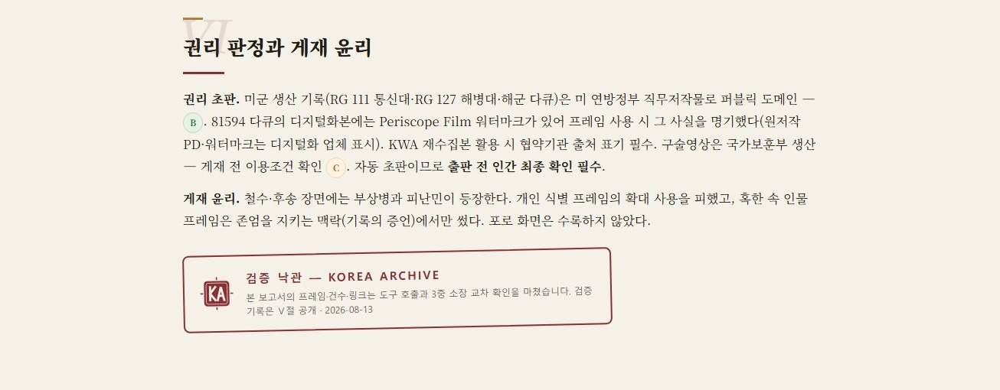 VI
권리 판정과 게재 윤리
권리 초판. 미군 생산 기록(RG 111 통신대·RG 127 해병대·해군 다큐)은 미 연방정부 직무저작물로 퍼블릭 도메인 —
B. 81594 다큐의 디지털화본에는 Periscope Film 워터마크가 있어 프레임 사용 시 그 사실을 명기했다(원저작
PD·워터마크는 디지털화 업체 표시). KWA 재수집본 활용 시 협약기관 출처 표기 필수. 구술영상은 국가보훈부 생산
— 게재 전 이용조건 확인 C. 자동 초판이므로 출판 전 인간 최종 확인 필수.
게재 윤리. 철수·후송 장면에는 부상병과 피난민이 등장한다. 개인 식별 프레임의 확대 사용을 피했고, 혹한 속 인물
프레임은 존엄을 지키는 맥락(기록의 증언)에서만 썼다. 포로 화면은 수록하지 않았다.
KA
검증 낙관 — KOREA ARCHIVE
본 보고서의 프레임·건수·링크는 도구 호출과 3중 소장 교차 확인을 마쳤습니다. 검증
기록은 V절 공개 · 2026-08-13